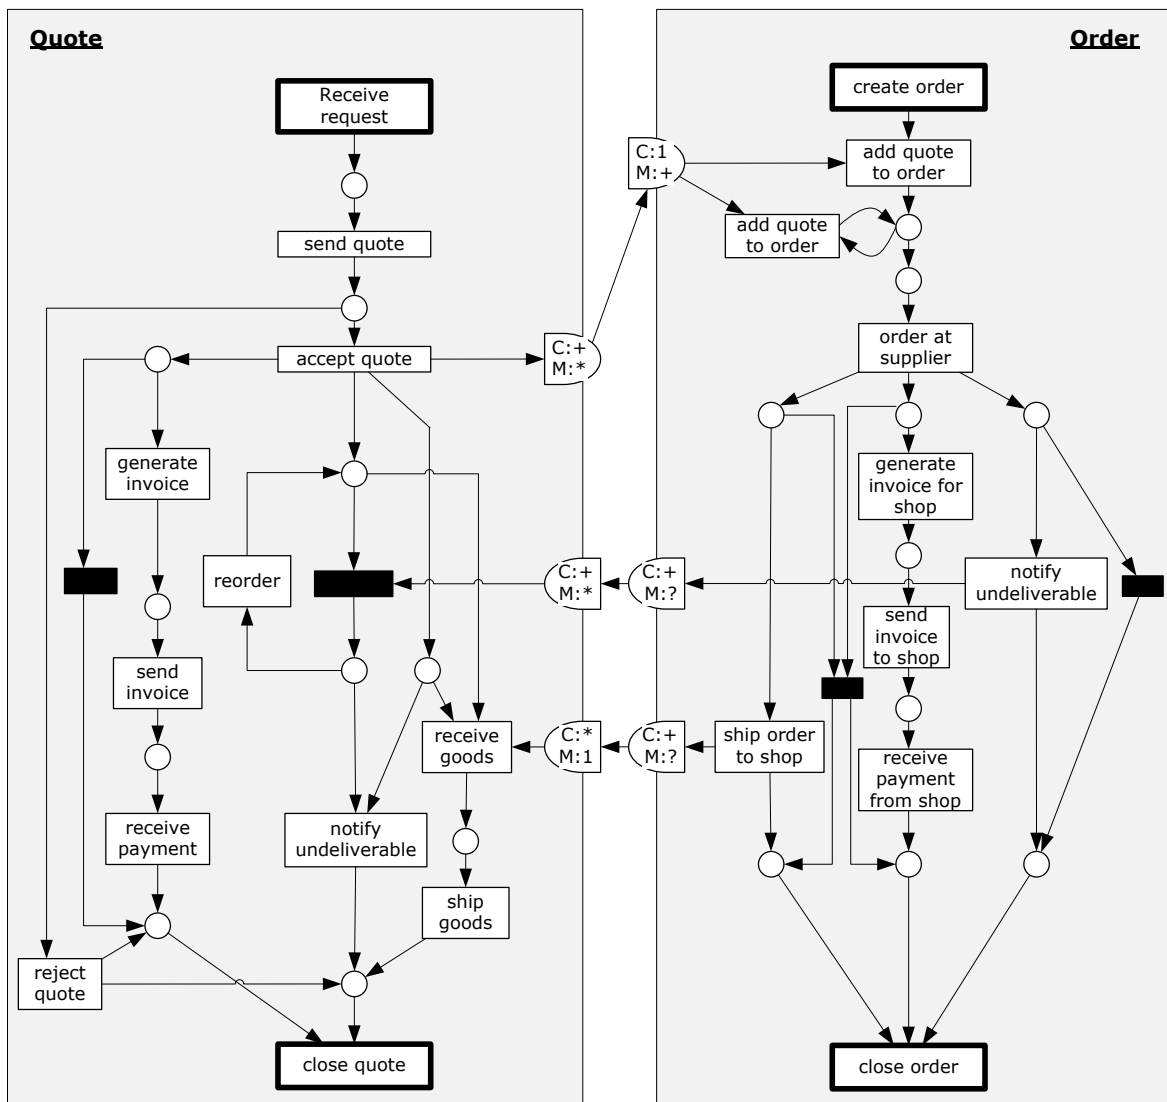 Quote
Receive
request
send quote
accept quote
C:+
M:*
generate
invoice
reorder
send
invoice
receive
goods
receive
payment
notify
undeliverable
ship
goods
reject
quote
close quote
C:+
M:*
C:*
M:1
C:1
M:+
C:+
M:?
C:+
M:?
Order
create order
add quote
to order
add quote
to order
order at
supplier
generate
invoice for
shop
notify
undeliverable
send
invoice
to shop
ship order
to shop
receive
payment
from shop
close order